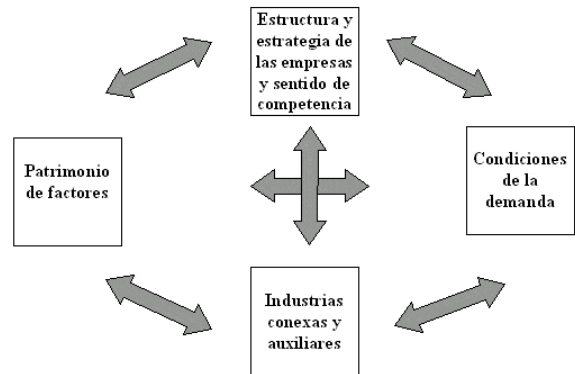 Estructura y
estrategia de
las empresas
y sentido de
competencia
Patrimonio
de factores
Condiciones
de la
demanda
Industrias
conexas y
auxiliares